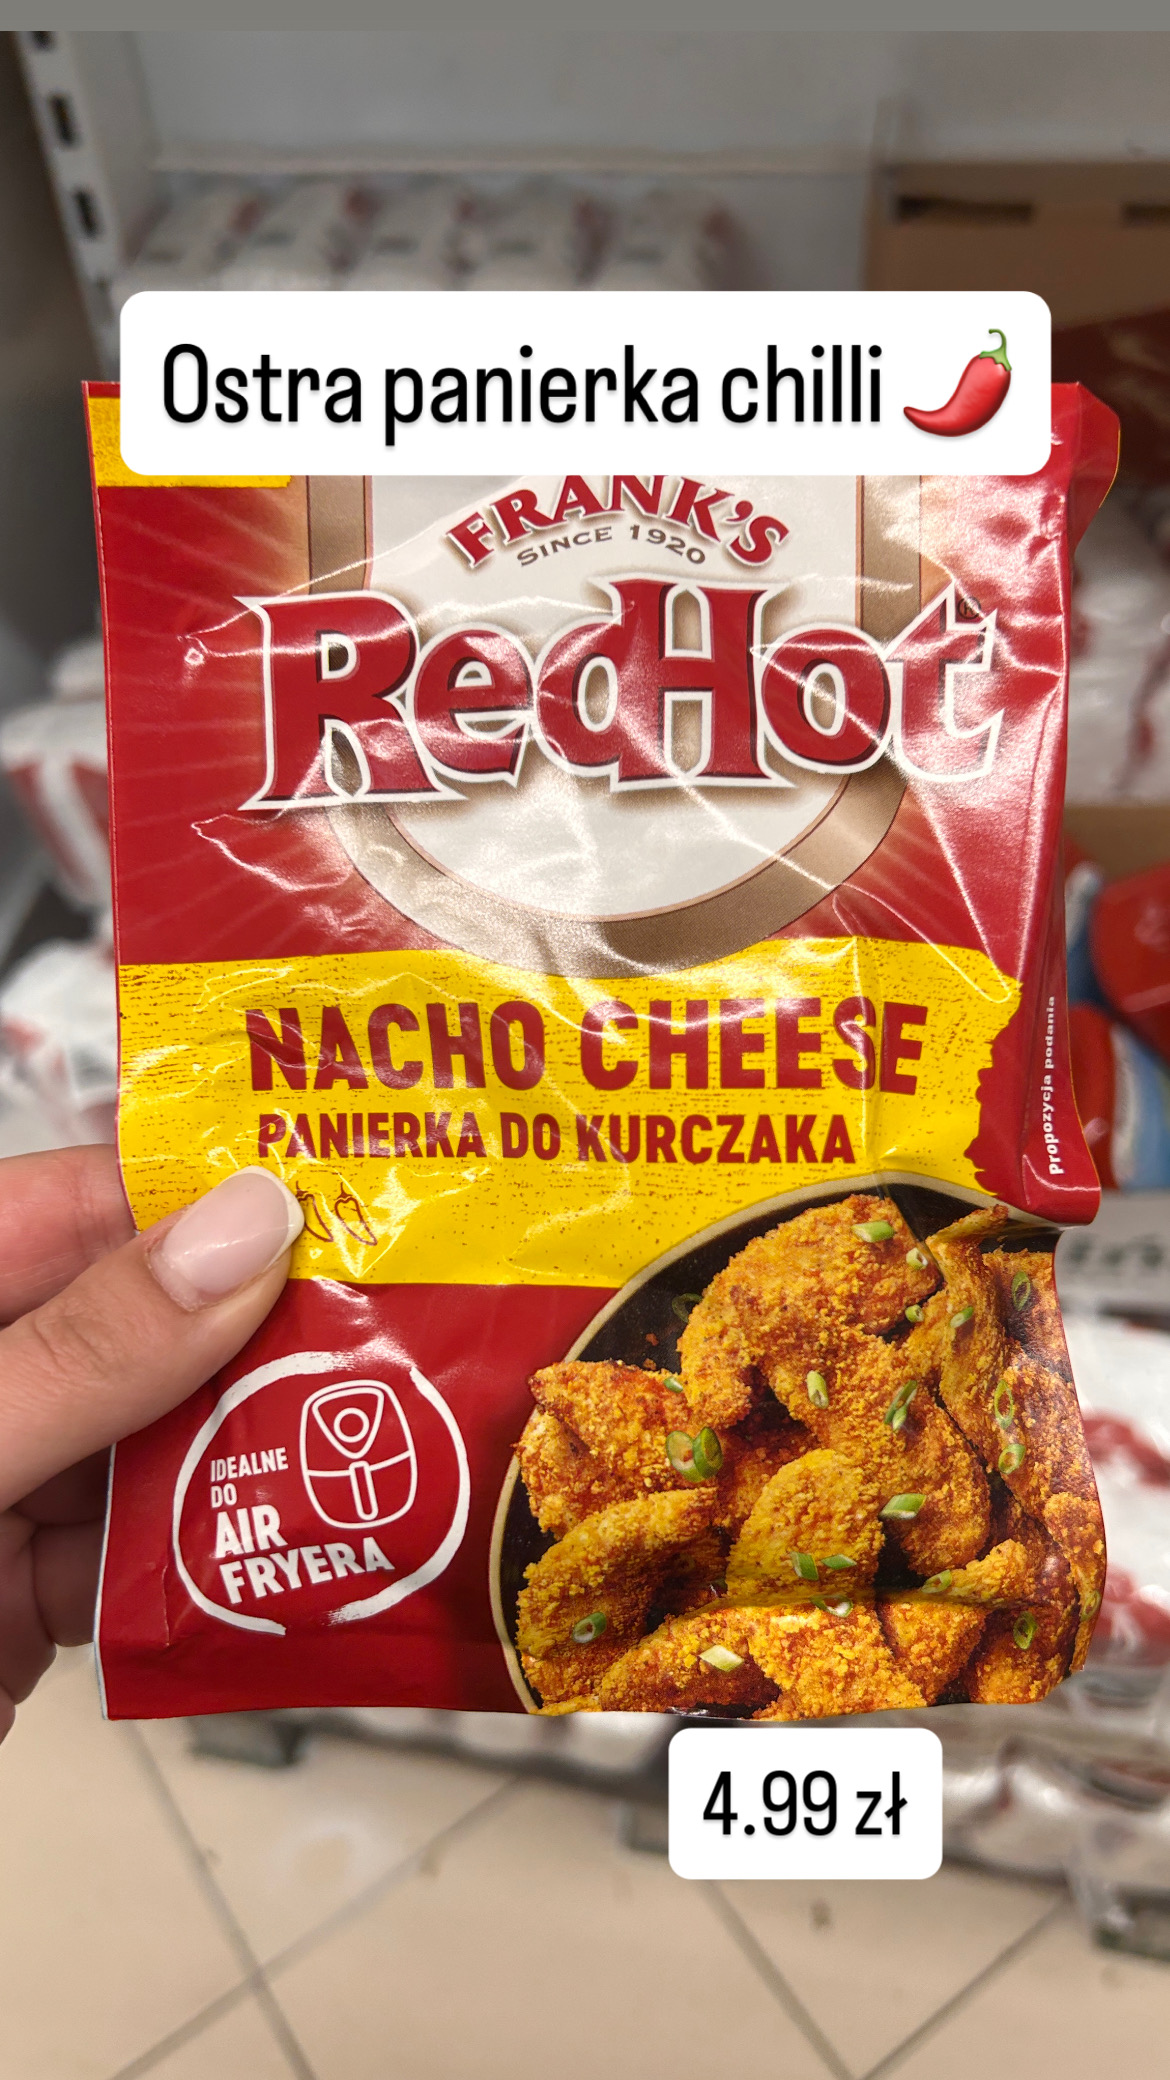 Ostra panierka chilli 🌶️
FRANK'S
SINCE 1920
RedHot®
NACHO CHEESE
PANIERKA DO KURCZAKA
Propozycja podania
IDEALNE
DO
AIR
FRYERA
4.99 zł